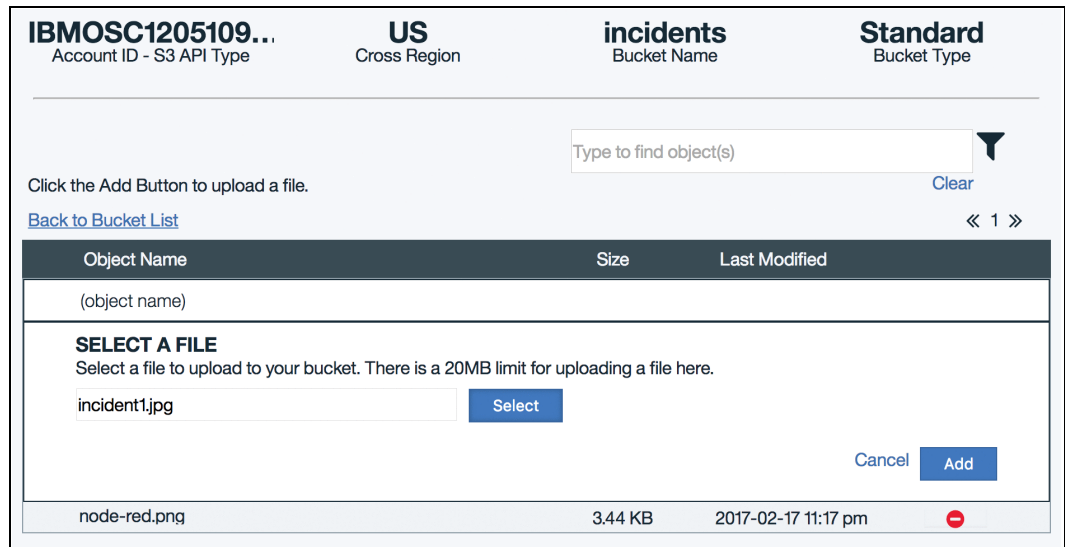 IBMOSC1205109... US incidents Standard
Account ID - S3 API Type Cross Region Bucket Name Bucket Type
Type to find object(s)
Click the Add Button to upload a file. Clear
Back to Bucket List « 1 »
Object Name Size Last Modified
(object name)
SELECT A FILE
Select a file to upload to your bucket. There is a 20MB limit for uploading a file here.
incident1.jpg Select
Cancel Add
node-red.png 3.44 KB 2017-02-17 11:17 pm